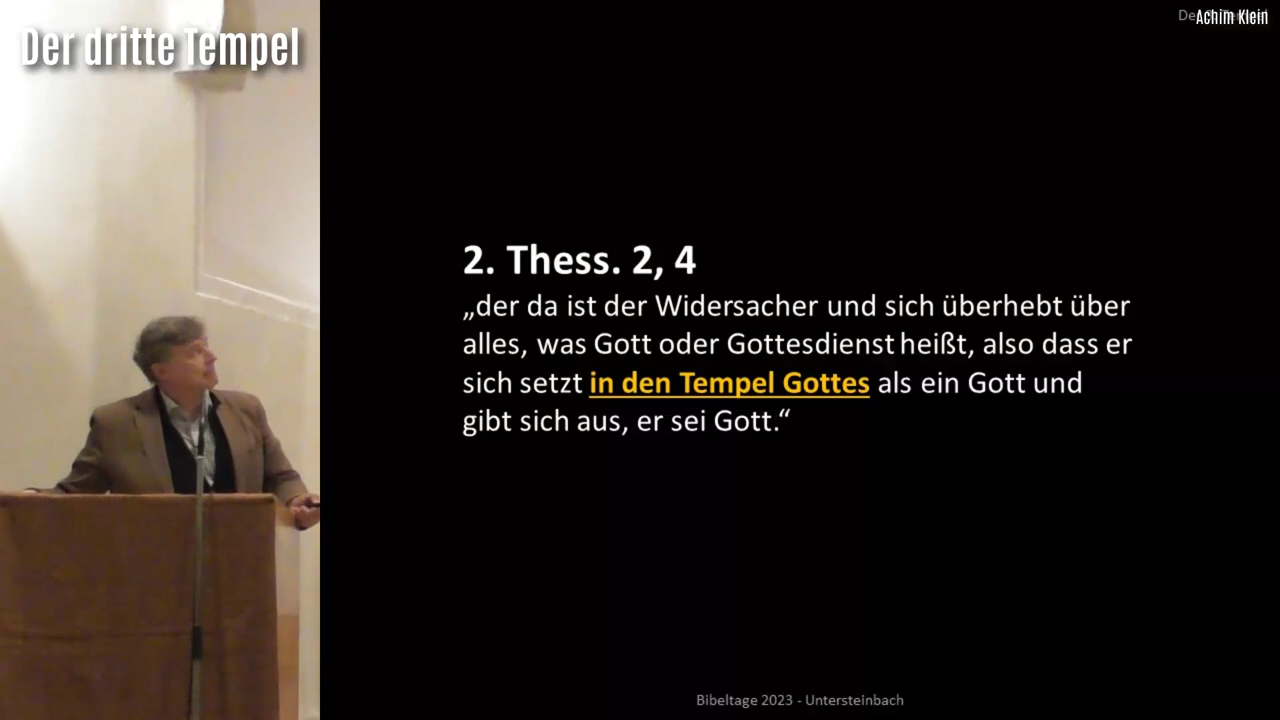 Der dritte Tempel
Achim Klein
2. Thess. 2, 4
„der da ist der Widersacher und sich überhebt über
alles, was Gott oder Gottesdienst heißt, also dass er
sich setzt in den Tempel Gottes als ein Gott und
gibt sich aus, er sei Gott.“
Bibeltage 2023 - Untersteinbach